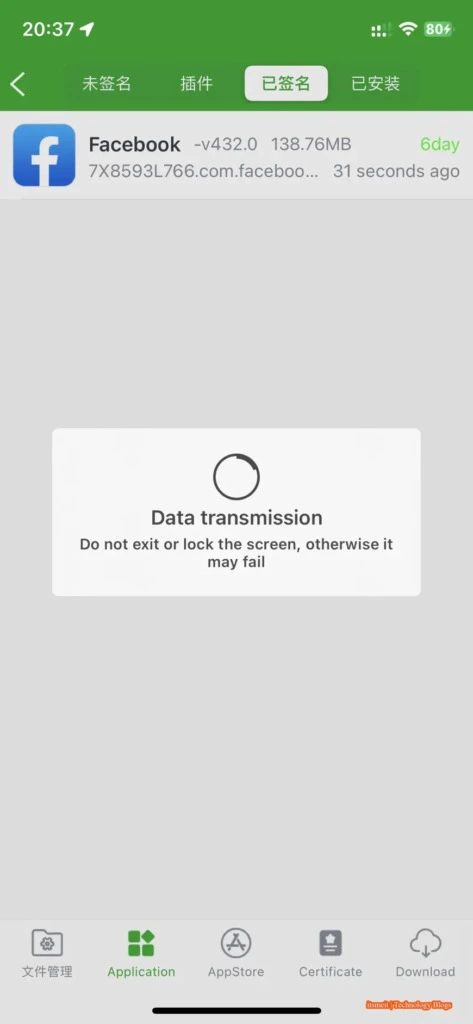 20:37
80
未签名 插件 已签名 已安装
Facebook -v432.0 138.76MB 6day
7X8593L766.com.faceboo... 31 seconds ago
Data transmission
Do not exit or lock the screen, otherwise it
may fail
文件管理 Application AppStore Certificate Download
itsmeit | Technology Blogs